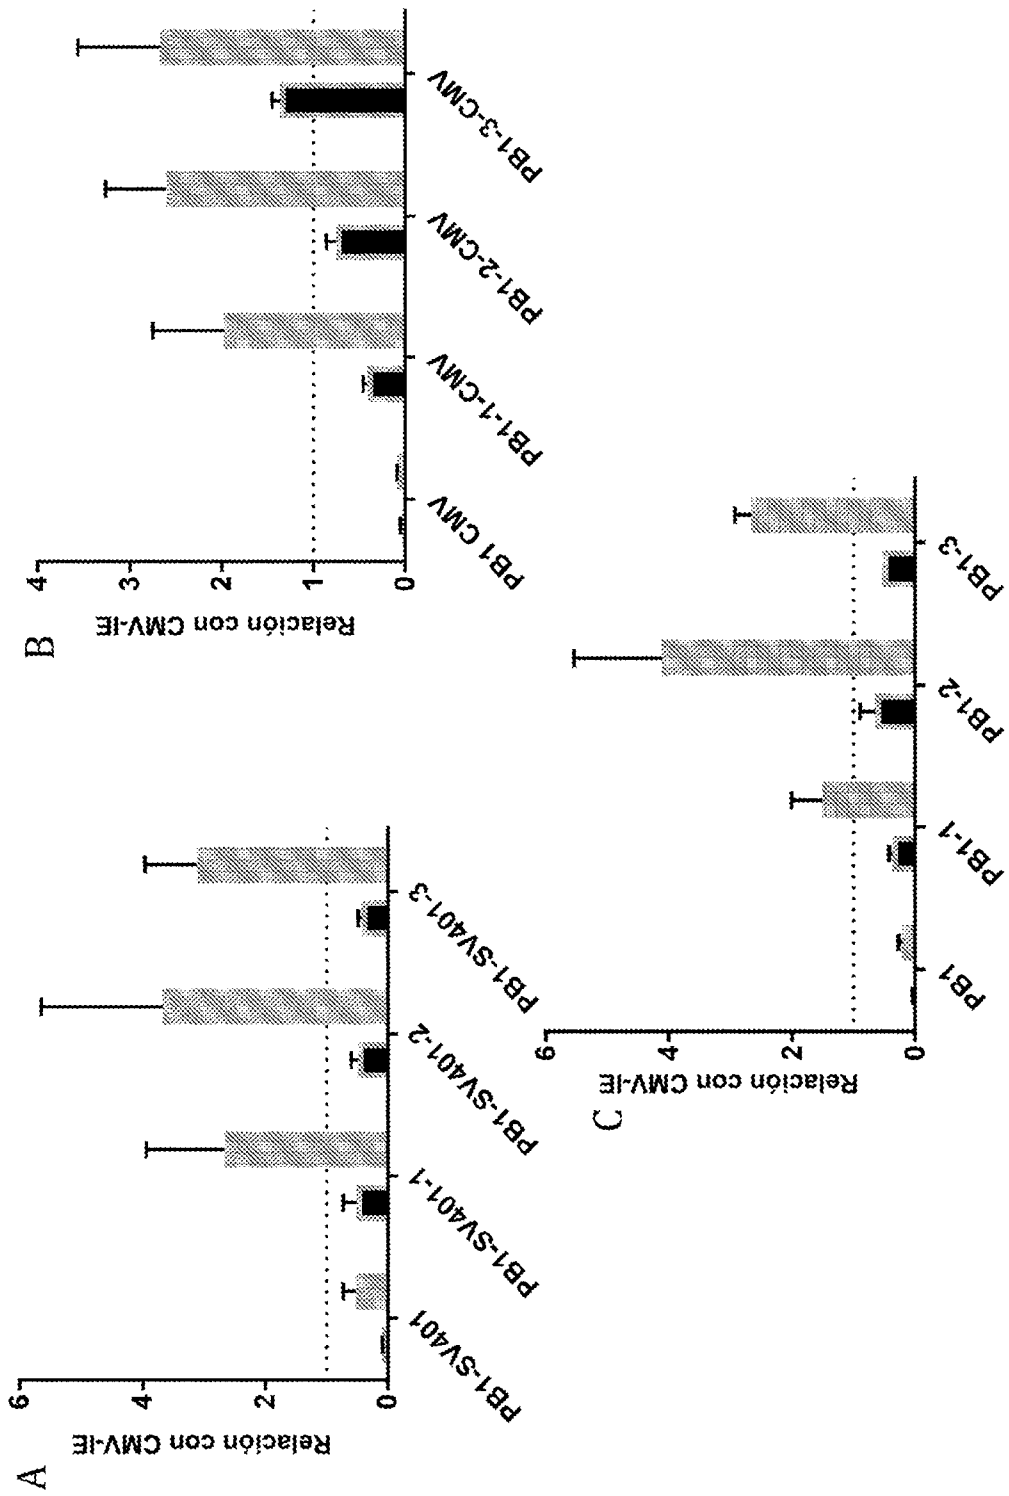 A
Relación con CMV-IE
6
4
2
0
PB1-SV401
PB1-SV401-1
PB1-SV401-2
PB1-SV401-3
B
Relación con CMV-IE
4
3
2
1
0
PB1 CMV
PB1-1-CMV
PB1-2-CMV
PB1-3-CMV
C
Relación con CMV-IE
6
4
2
0
PB1
PB1-1
PB1-2
PB1-3